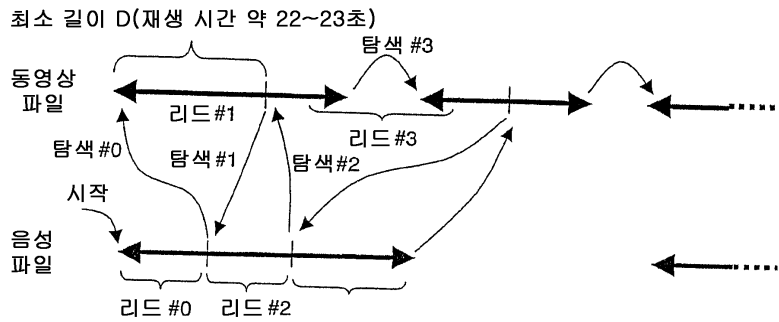 최소 길이 D(재생 시간 약 22~23초)
탐색 #3
동영상
파일
리드#1
리드#3
탐색#0
탐색#1
탐색#2
시작
음성
파일
리드 #0
리드 #2